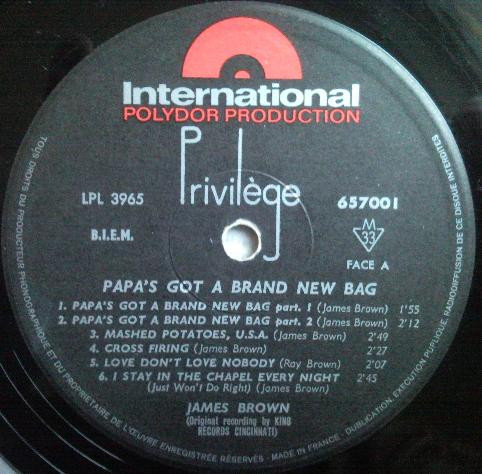 International
POLYDOR PRODUCTION
Privilège
LPL 3965
657001
B.I.E.M.
M
33
FACE A
PAPA'S GOT A BRAND NEW BAG
1. PAPA'S GOT A BRAND NEW BAG part. 1 (James Brown) 1'55
2. PAPA'S GOT A BRAND NEW BAG part. 2 (James Brown) 2'12
3. MASHED POTATOES, U.S.A. (James Brown) 2'49
4. CROSS FIRING (James Brown) 2'27
5. LOVE DON'T LOVE NOBODY (Ray Brown) 2'07
6. I STAY IN THE CHAPEL EVERY NIGHT 2'45
(Just Won't Do Right) (James Brown)
JAMES BROWN
(Original recording by KING
RECORDS CINCINNATI)
TOUS DROITS DU PRODUCTEUR PHONOGRAPHIQUE ET DU PROPRIETAIRE DE L'ŒUVRE ENREGISTRÉE RÉSERVÉS - MADE IN FRANCE - DUBLICATION, EXECUTION PUPLIQUE, RADIODIFFUSION DE CE DISQUE INTERDITES